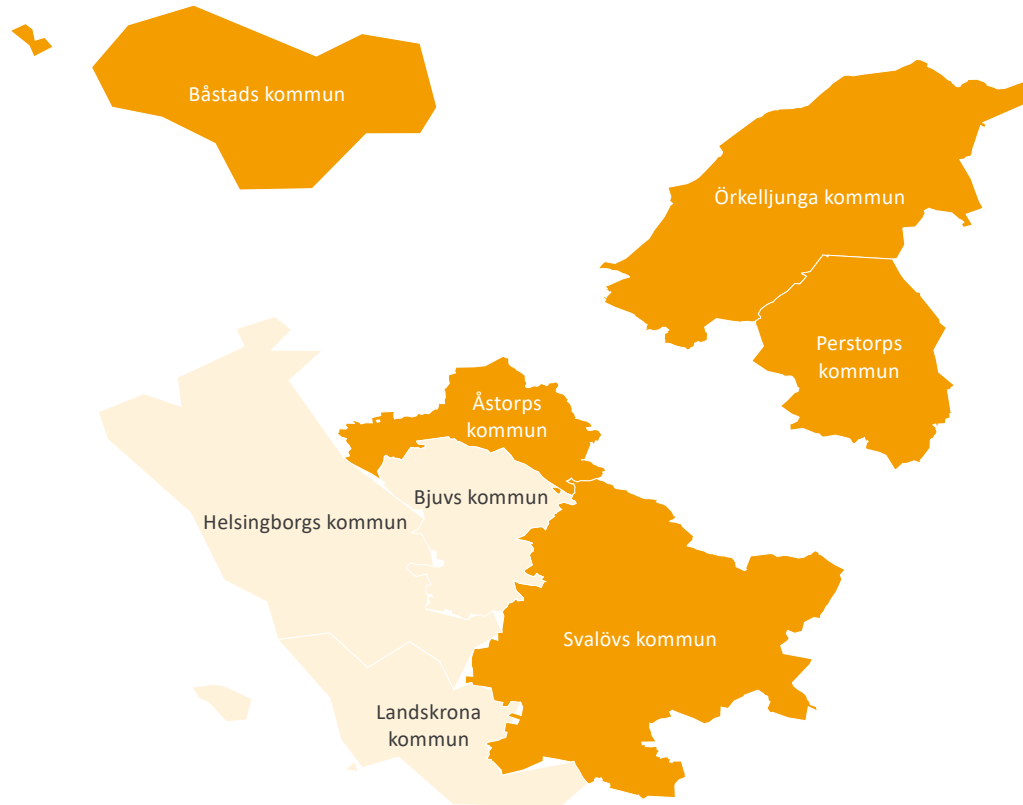 Båstads kommun
Örkelljunga kommun
Perstorps
kommun
Åstorps
kommun
Bjuvs kommun
Helsingborgs kommun
Svalövs kommun
Landskrona
kommun